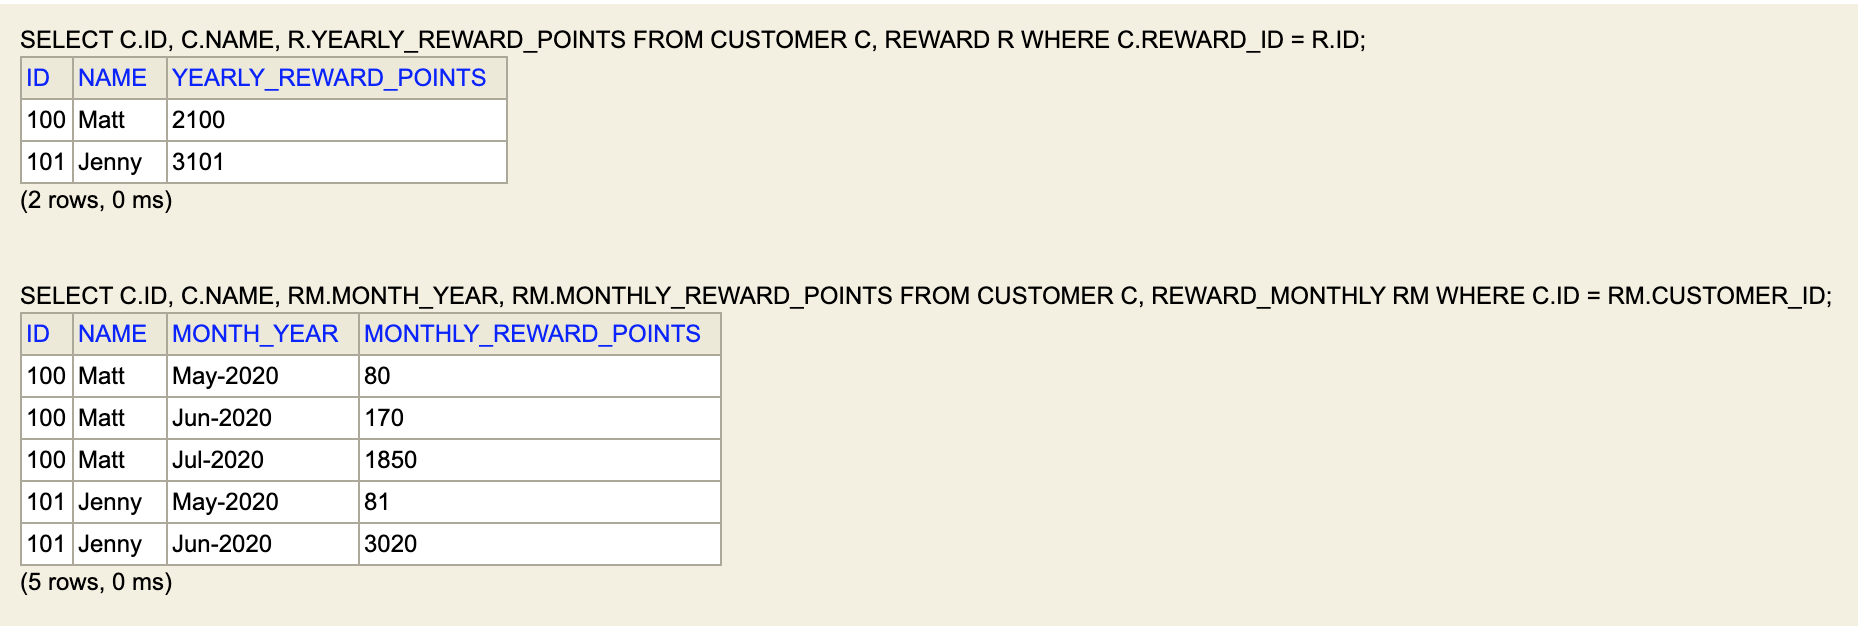 SELECT C.ID, C.NAME, R.YEARLY_REWARD_POINTS FROM CUSTOMER C, REWARD R WHERE C.REWARD_ID = R.ID;
ID NAME YEARLY_REWARD_POINTS
100 Matt 2100
101 Jenny 3101
(2 rows, 0 ms)
SELECT C.ID, C.NAME, RM.MONTH_YEAR, RM.MONTHLY_REWARD_POINTS FROM CUSTOMER C, REWARD_MONTHLY RM WHERE C.ID = RM.CUSTOMER_ID;
ID NAME MONTH_YEAR MONTHLY_REWARD_POINTS
100 Matt May-2020 80
100 Matt Jun-2020 170
100 Matt Jul-2020 1850
101 Jenny May-2020 81
101 Jenny Jun-2020 3020
(5 rows, 0 ms)